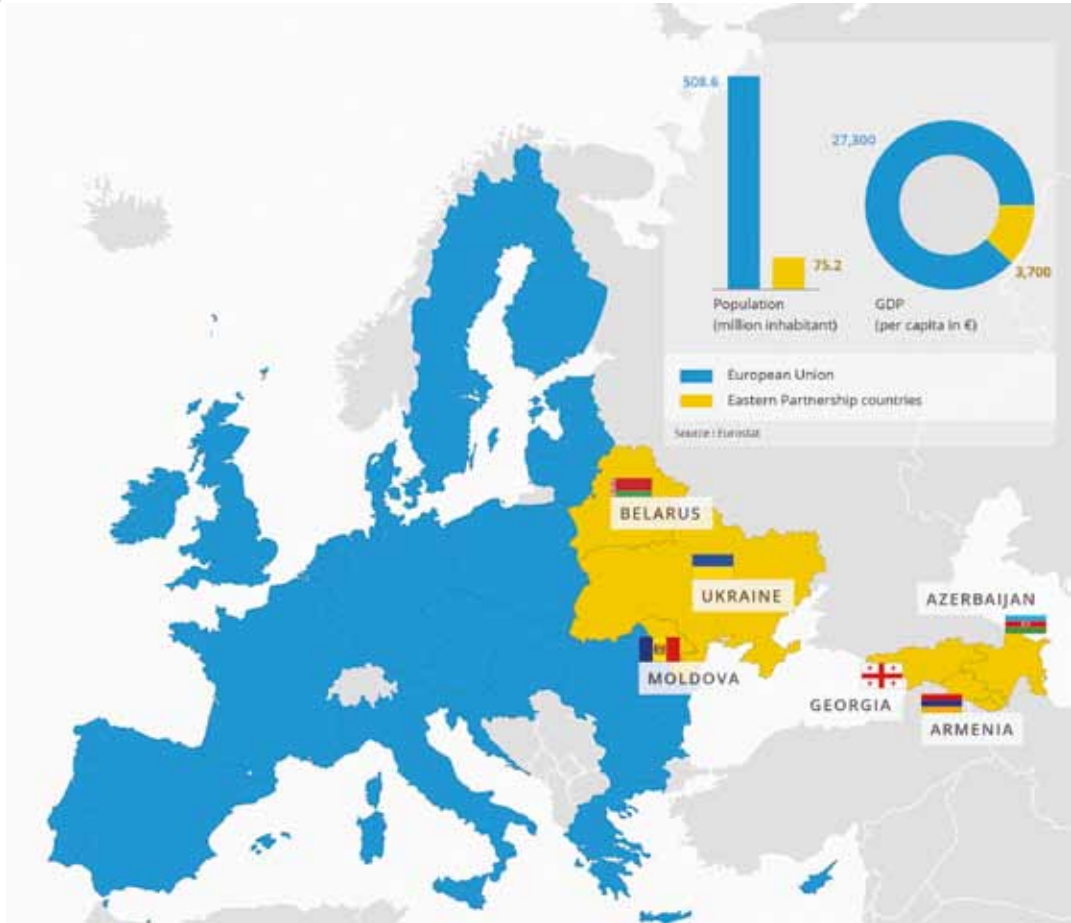 508.6
27,300
75.2
3,700
Population
(million inhabitant)
GDP
(per capita in €)
European Union
Eastern Partnership countries
Source : Eurostat
BELARUS
UKRAINE
AZERBAIJAN
MOLDOVA
GEORGIA
ARMENIA